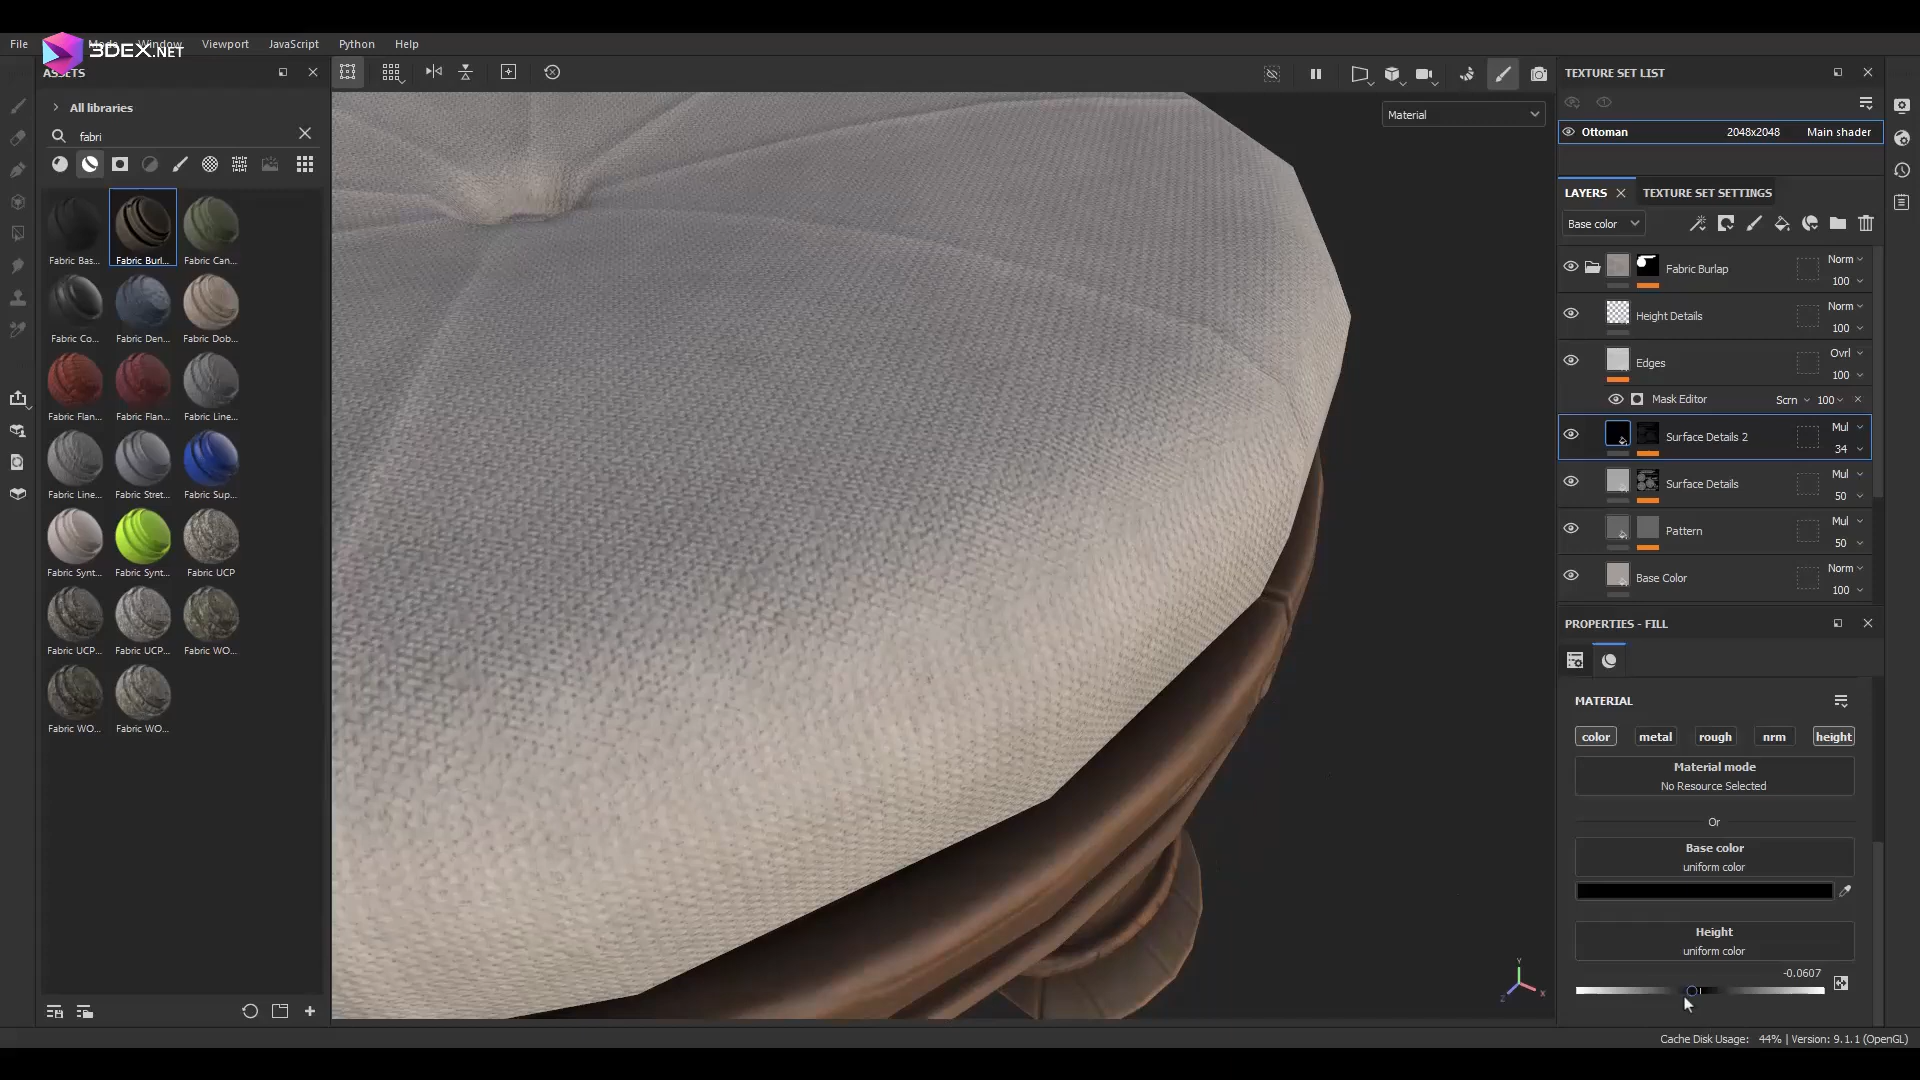 File
Mode
Window
Viewport
JavaScript
Python
Help
3DEX.NET
ASSETS
All libraries
fabri
Fabric Bas...
Fabric Burl...
Fabric Can...
Fabric Co...
Fabric Den...
Fabric Dob...
Fabric Flan...
Fabric Flan...
Fabric Line...
Fabric Line...
Fabric Stret...
Fabric Sup...
Fabric Synt...
Fabric Synt...
Fabric UCP
Fabric UCP...
Fabric UCP...
Fabric WO...
Fabric WO...
Fabric WO...
Material
Y
X
Z
TEXTURE SET LIST
Ottoman 2048x2048 Main shader
LAYERS
TEXTURE SET SETTINGS
Base color
Fabric Burlap
Norm
100
Height Details
Norm
100
Edges
Ovrl
100
Mask Editor Scrn 100
Surface Details 2
Mul
34
Surface Details
Mul
50
Pattern
Mul
50
Base Color
Norm
100
PROPERTIES - FILL
MATERIAL
color metal rough nrm height
Material mode
No Resource Selected
Or
Base color
uniform color
Height
uniform color
-0.0607
Cache Disk Usage: 44% | Version: 9.1.1 (OpenGL)